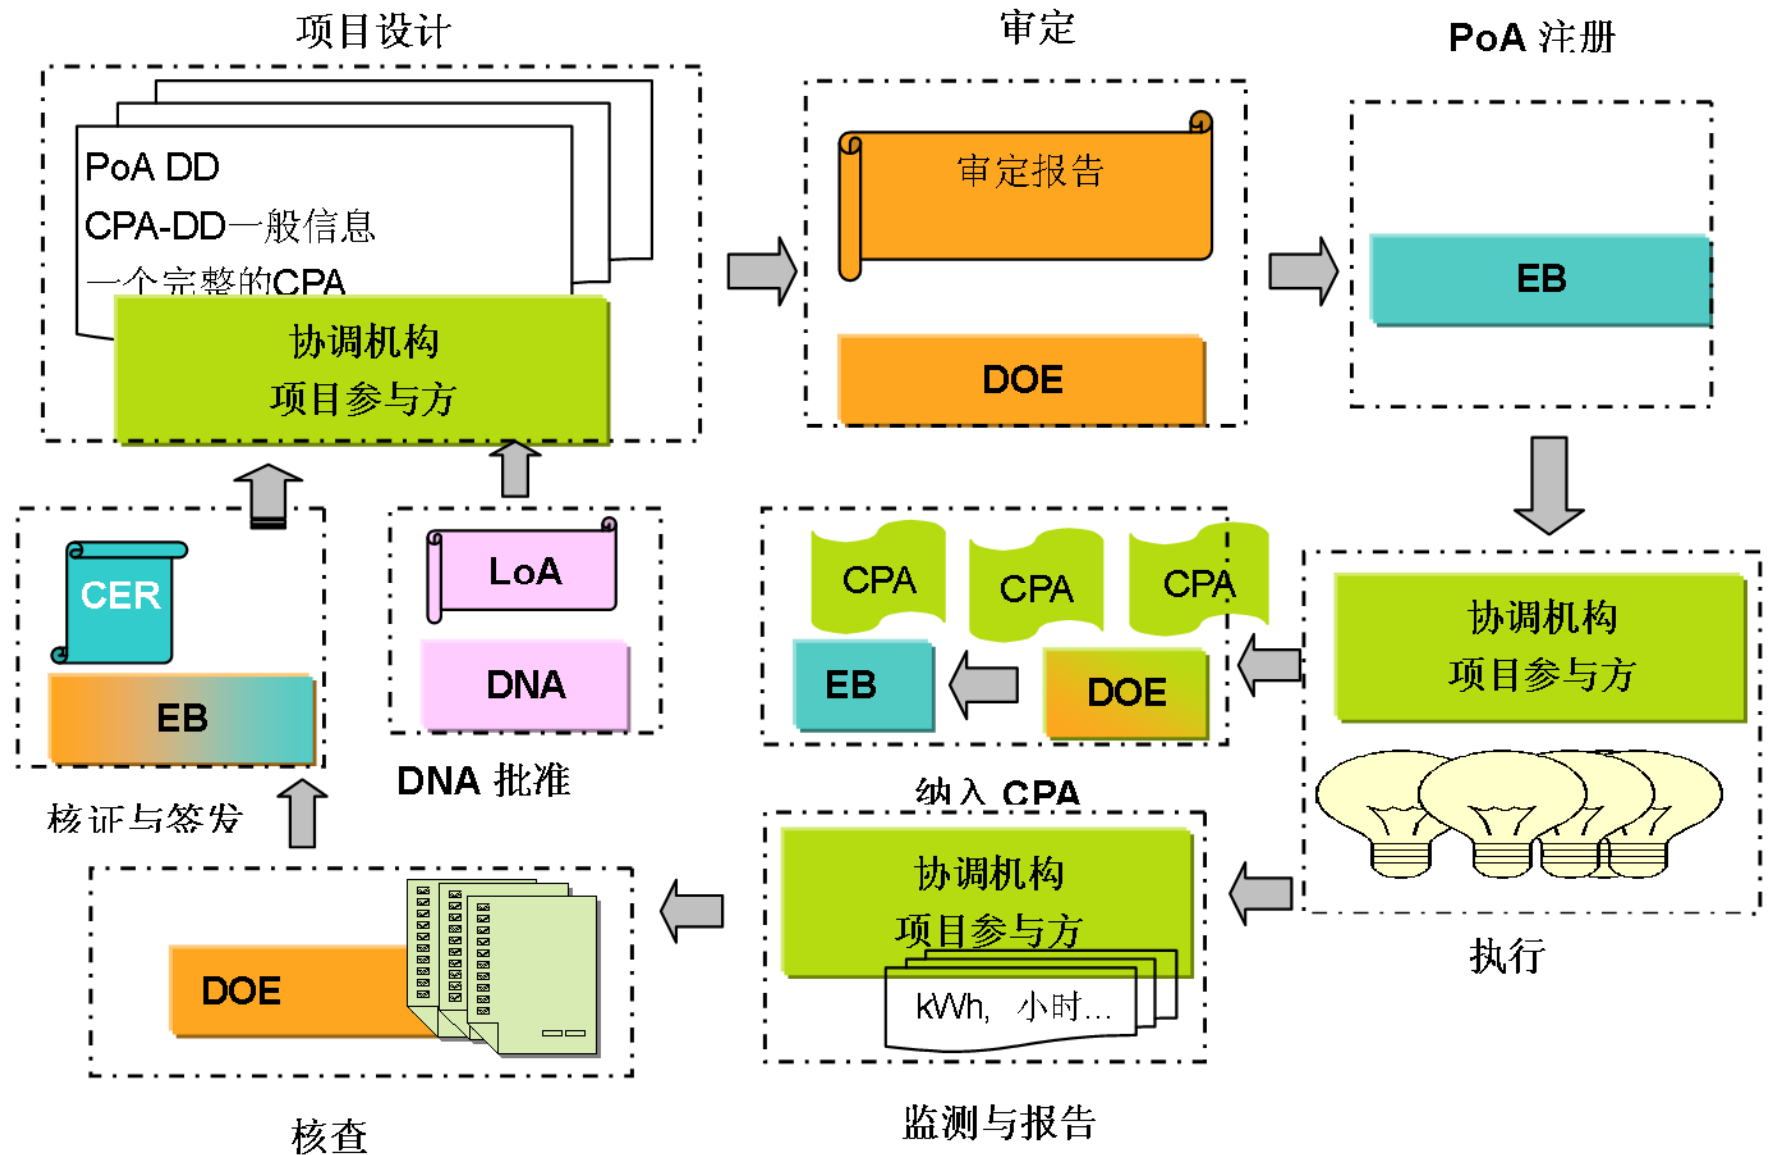 项目设计
审定
PoA 注册
PoA DD
CPA-DD一般信息
一个完整的CPA
协调机构
项目参与方
审定报告
DOE
EB
CER
EB
核证与签发
LoA
DNA
DNA 批准
CPA
CPA
CPA
EB
DOE
纳入 CPA
协调机构
项目参与方
执行
协调机构
项目参与方
kWh, 小时...
监测与报告
DOE
核查